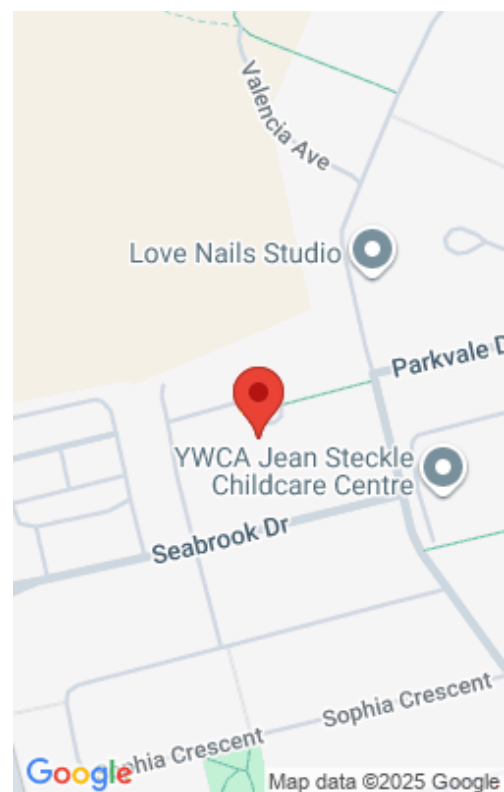 Valencia Ave
Love Nails Studio
Parkvale D
YWCA Jean Steckle
Childcare Centre
Seabrook Dr
Sophia Crescent
phia Crescent
Google
Map data ©2025 Google